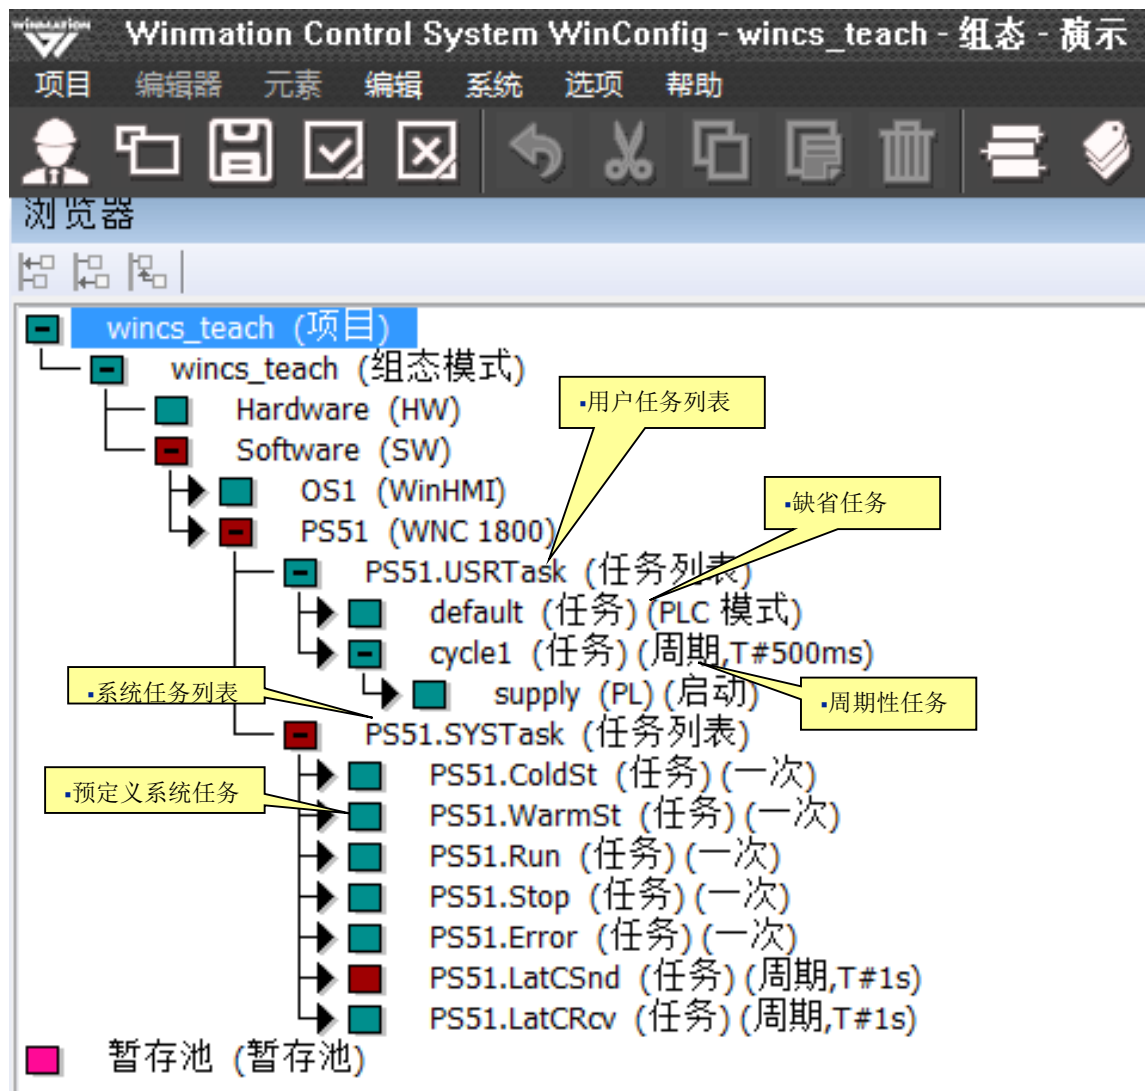 WINMATION
Winmation Control System WinConfig - wincs_teach - 组态 - 演示
项目 编辑器 元素 编辑 系统 选项 帮助
浏览器
wincs_teach (项目)
wincs_teach (组态模式)
Hardware (HW)
▪用户任务列表
Software (SW)
OS1 (WinHMI)
▪缺省任务
PS51 (WNC 1800)
PS51.USRTask (任务列表)
default (任务) (PLC 模式)
cycle1 (任务) (周期,T#500ms)
▪系统任务列表
supply (PL) (启动)
▪周期性任务
PS51.SYSTask (任务列表)
PS51.ColdSt (任务) (一次)
▪预定义系统任务
PS51.WarmSt (任务) (一次)
PS51.Run (任务) (一次)
PS51.Stop (任务) (一次)
PS51.Error (任务) (一次)
PS51.LatCSnd (任务) (周期,T#1s)
PS51.LatCRcv (任务) (周期,T#1s)
暂存池 (暂存池)